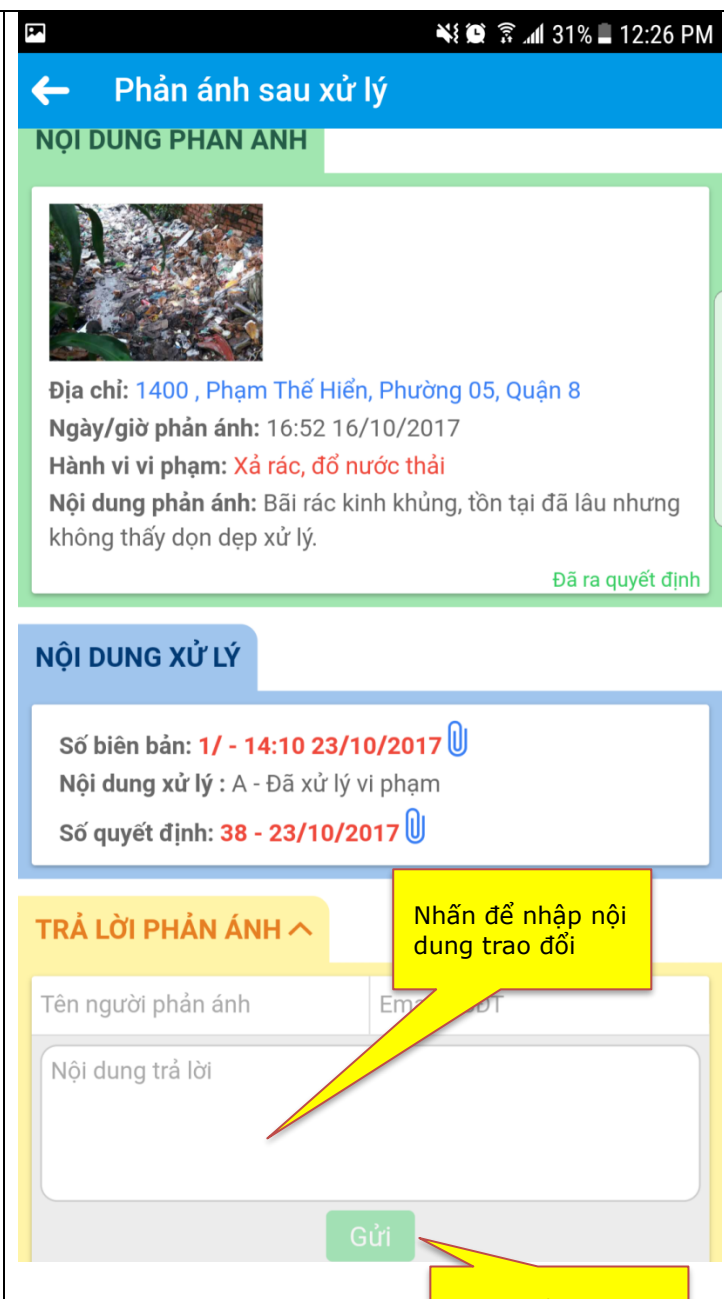 31% 12:26 PM
Phản ánh sau xử lý
NỘI DUNG PHẢN ÁNH
Địa chỉ: 1400 , Phạm Thế Hiển, Phường 05, Quận 8
Ngày/giờ phản ánh: 16:52 16/10/2017
Hành vi vi phạm: Xả rác, đổ nước thải
Nội dung phản ánh: Bãi rác kinh khủng, tồn tại đã lâu nhưng
không thấy dọn dẹp xử lý.
Đã ra quyết định
NỘI DUNG XỬ LÝ
Số biên bản: 1/ - 14:10 23/10/2017
Nội dung xử lý : A - Đã xử lý vi phạm
Số quyết định: 38 - 23/10/2017
TRẢ LỜI PHẢN ÁNH
Nhấn để nhập nội
dung trao đổi
Tên người phản ánh
Nội dung trả lời
Gửi